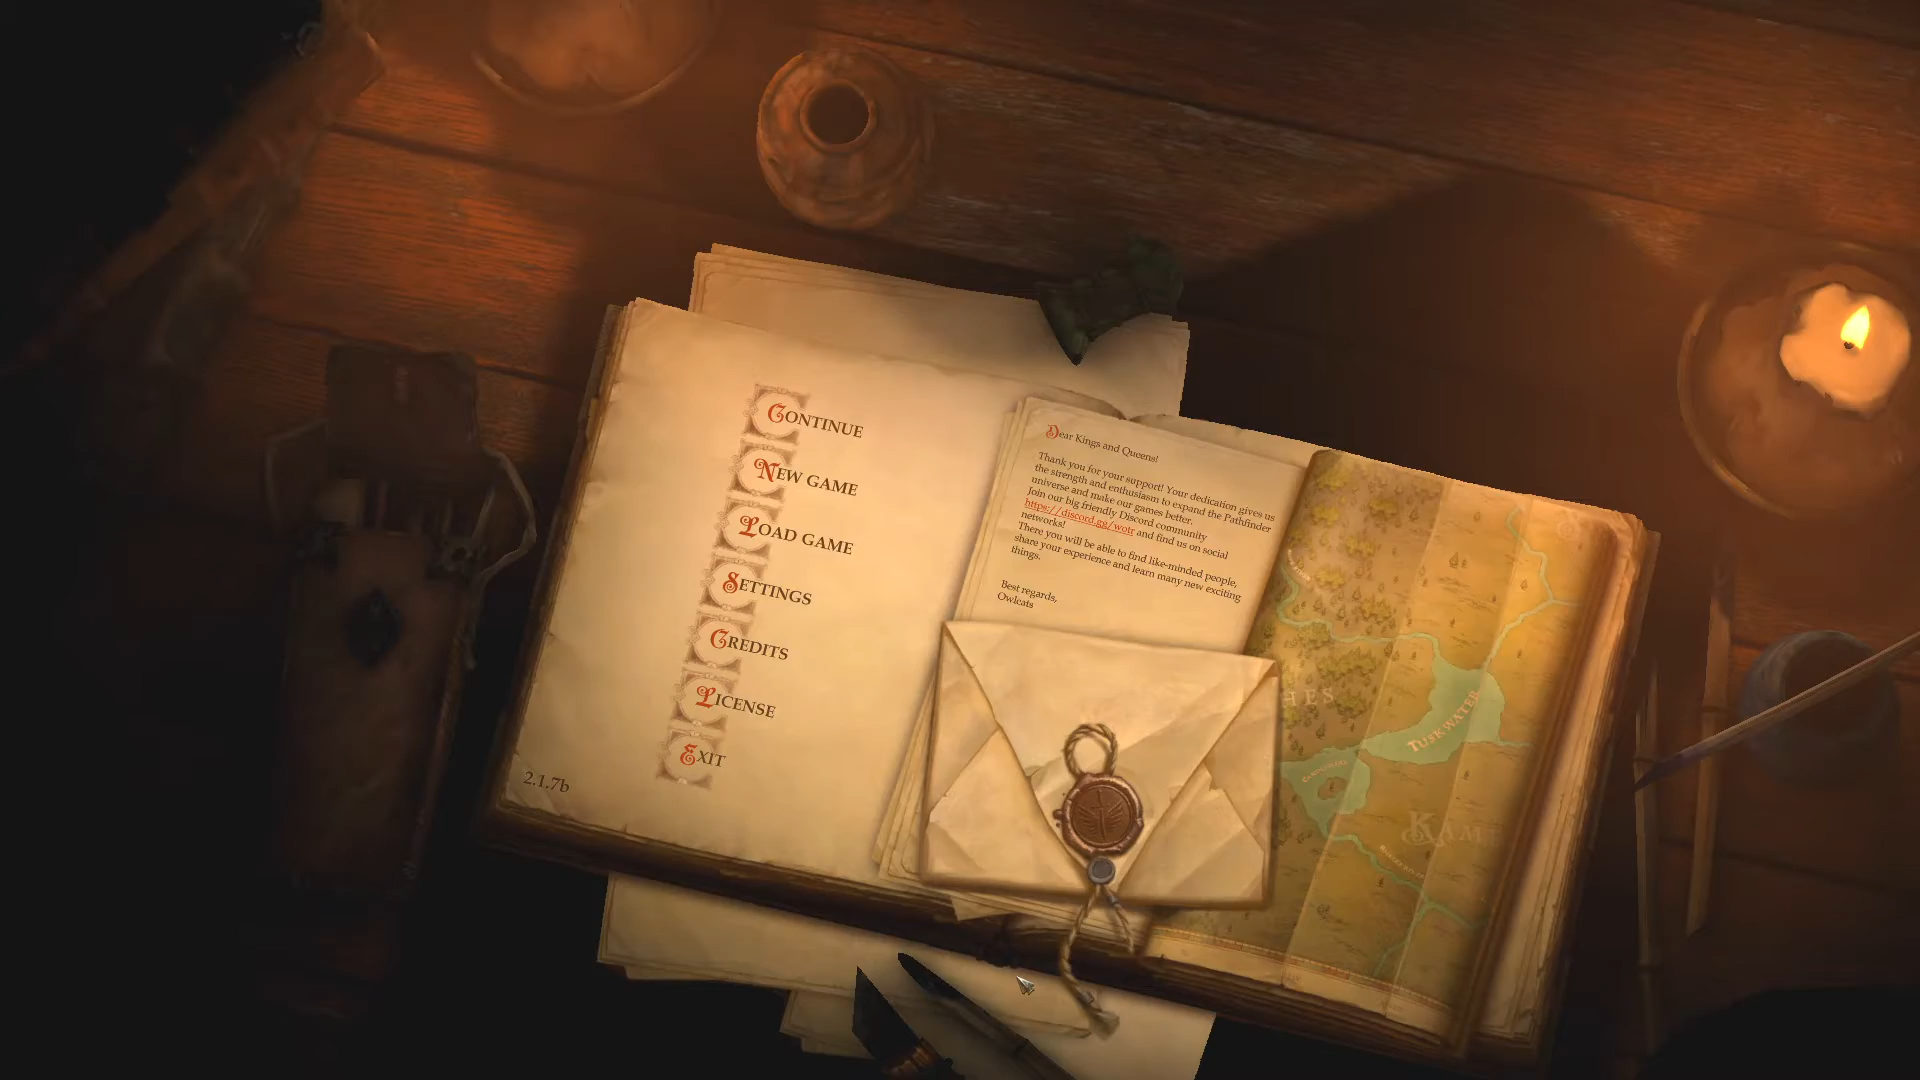 CONTINUE
NEW GAME
LOAD GAME
SETTINGS
CREDITS
LICENSE
EXIT
2.1.7b
Dear Kings and Queens!
Thank you for your support! Your dedication gives us
the strength and enthusiasm to expand the Pathfinder
universe and make our games better.
Join our big friendly Discord community
https://discord.gg/wotr and find us on social
networks!
There you will be able to find like-minded people,
share your experience and learn many new exciting
things.
Best regards,
Owlcats
HES
TUSKWATER
KAME